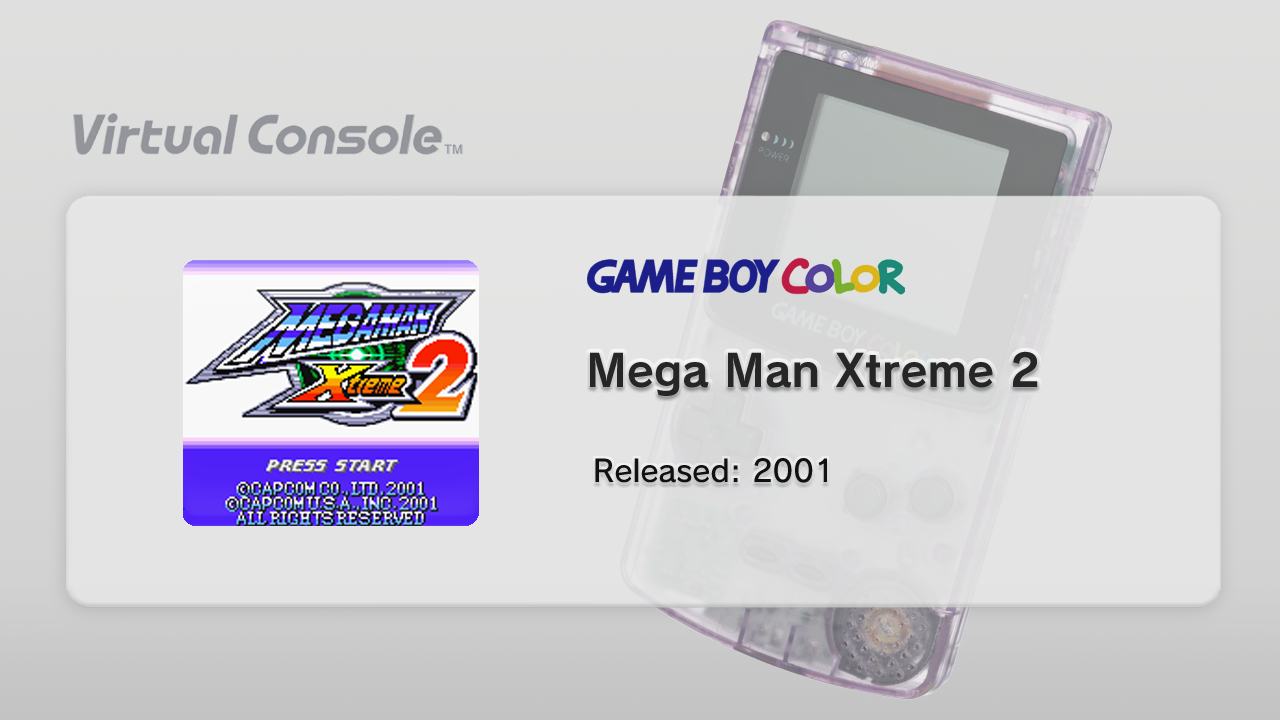 Virtual Console™
POWER
GAME BOY COLOR
MEGAMAN
Xtreme 2
GAME BOY COLOR
Mega Man Xtreme 2
PRESS START
Released: 2001
©CAPCOM CO., LTD. 2001
©CAPCOM U.S.A., INC. 2001
ALL RIGHTS RESERVED